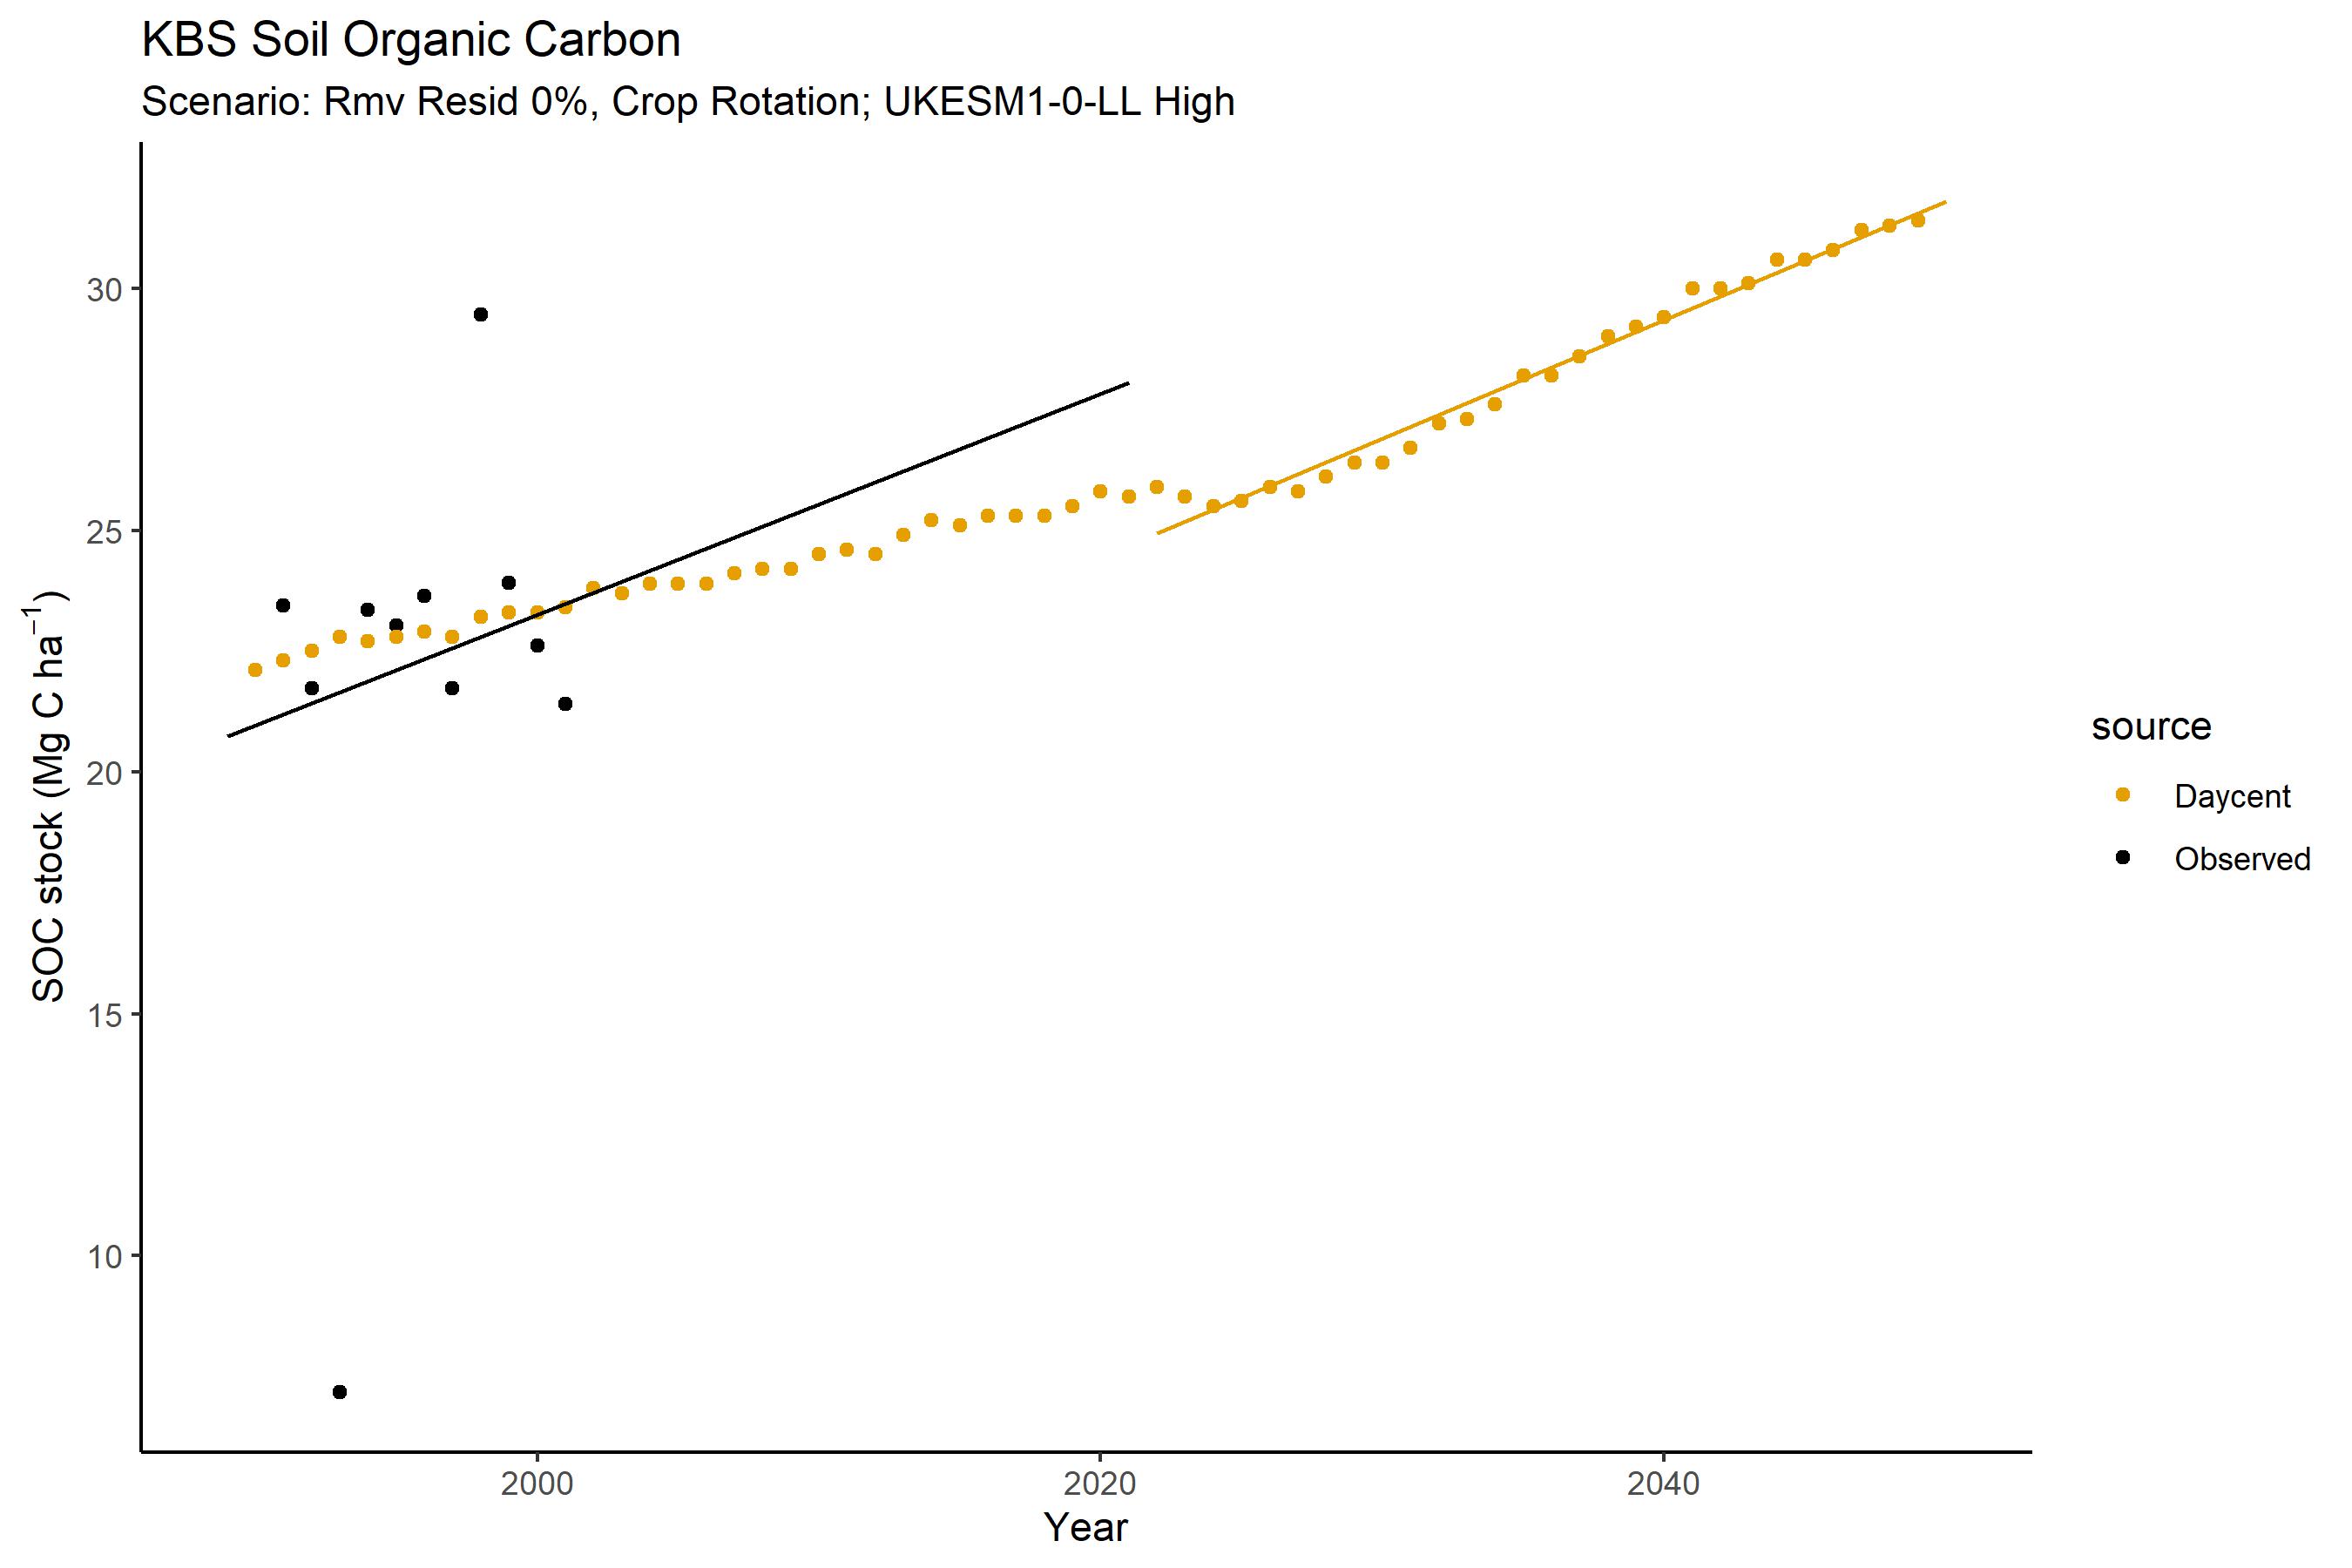 KBS Soil Organic Carbon
Scenario: Rmv Resid 0%, Crop Rotation; UKESM1-0-LL High
SOC stock (Mg C ha⁻¹)
30
25
20
15
10
2000
2020
2040
Year
source
Daycent
Observed